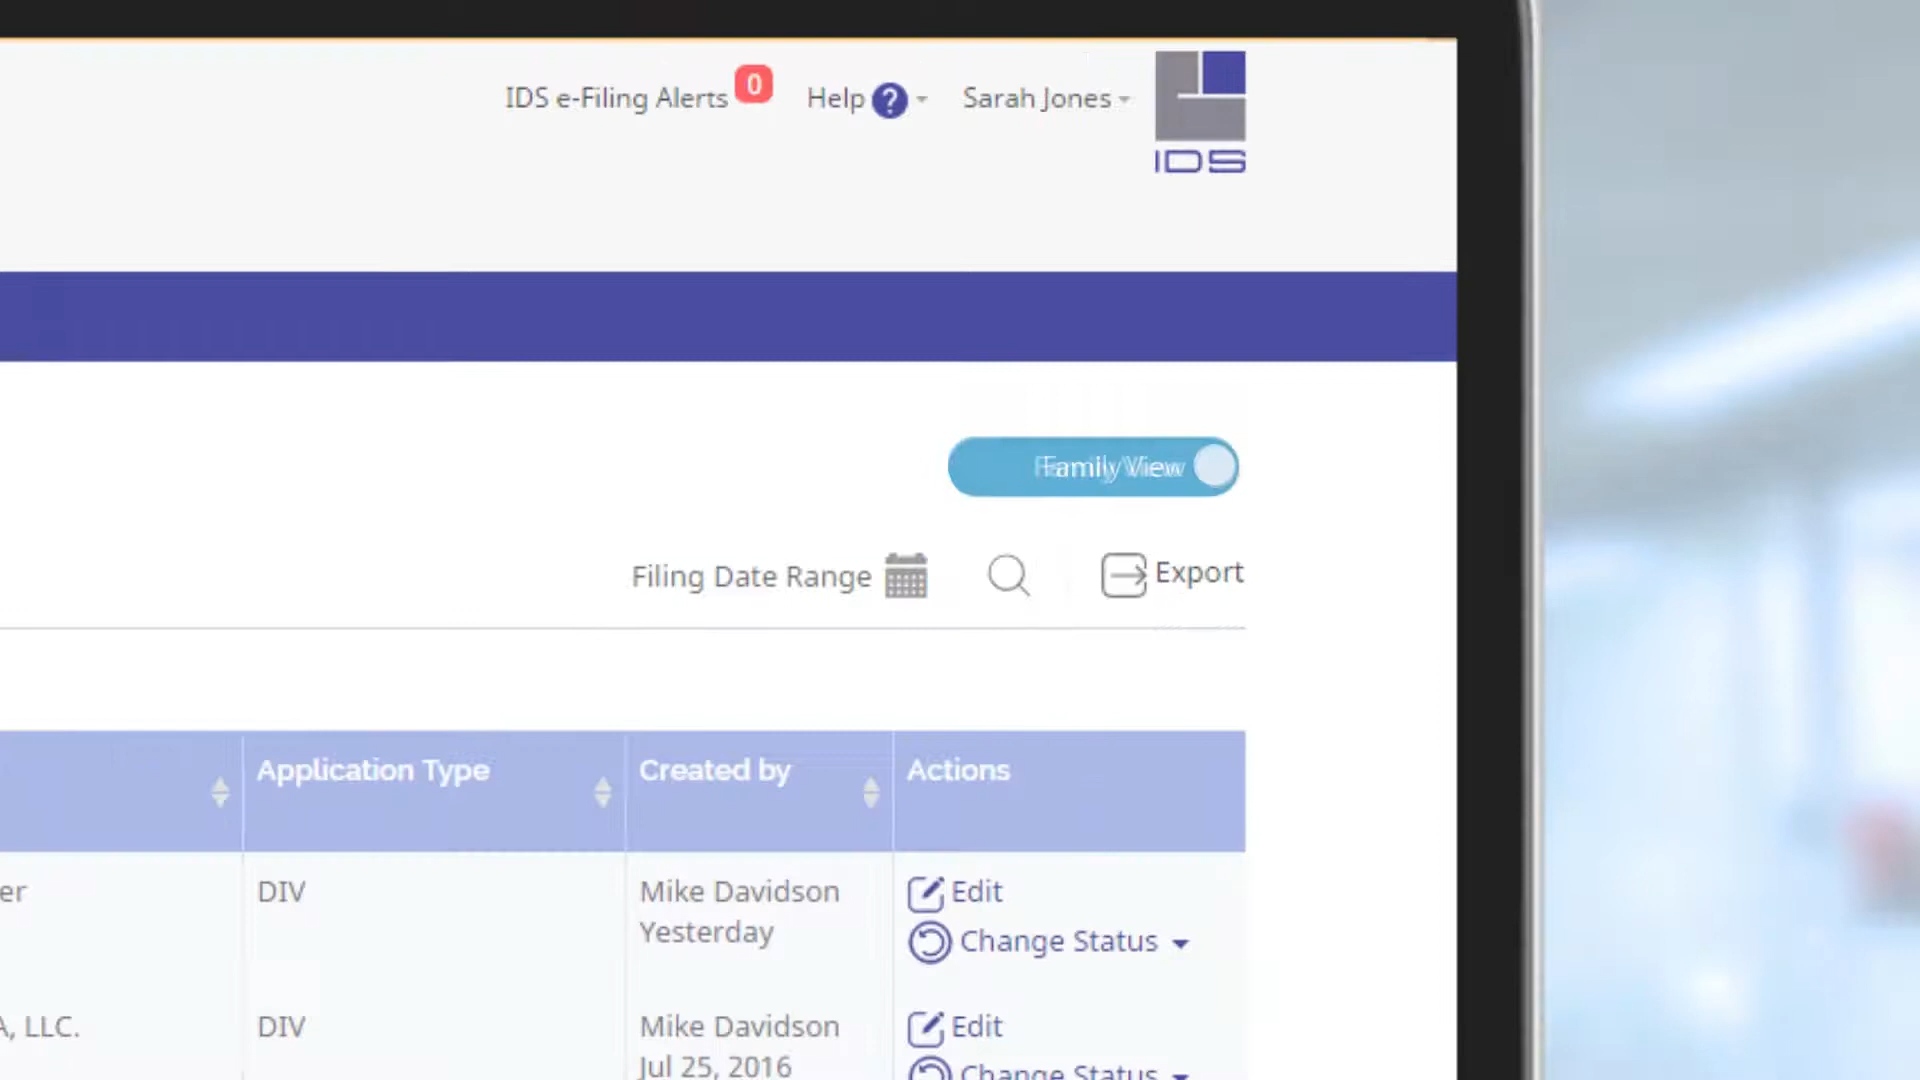 IDS e-Filing Alerts 0 Help ? Sarah Jones
IDS
Family View
Filing Date Range Export
Application Type Created by Actions
er DIV Mike Davidson Edit
Yesterday Change Status
A, LLC. DIV Mike Davidson Edit
Jul 25, 2016 Change Status